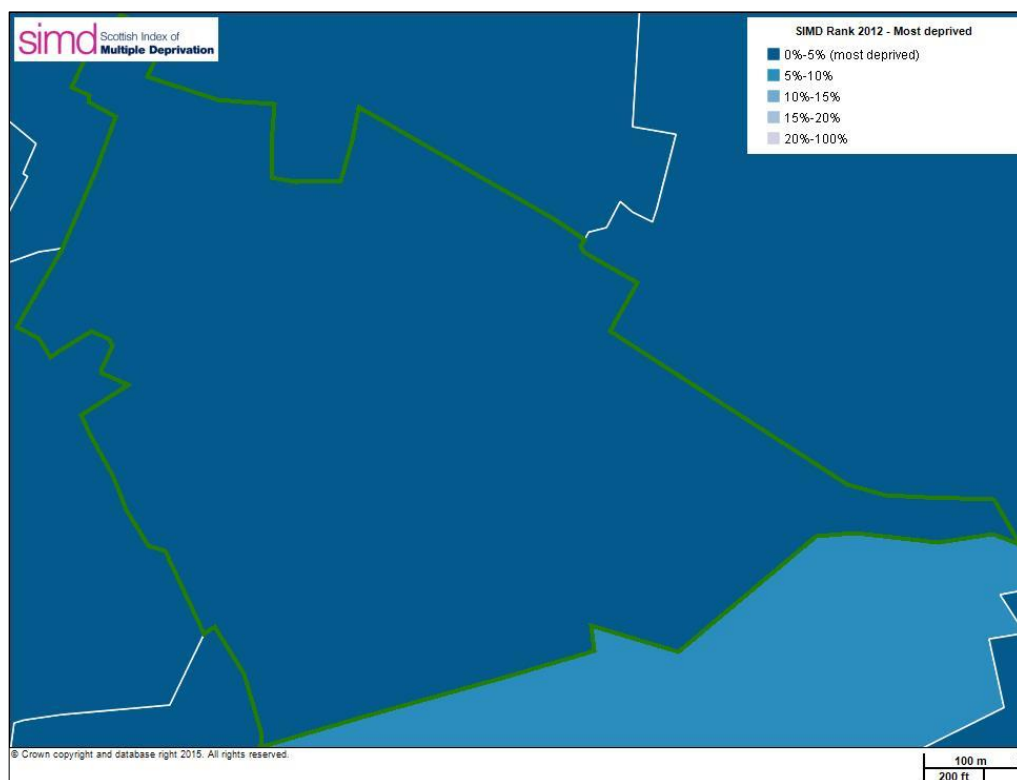 simd Scottish Index of
Multiple Deprivation
SIMD Rank 2012 - Most deprived
0%-5% (most deprived)
5%-10%
10%-15%
15%-20%
20%-100%
© Crown copyright and database right 2015. All rights reserved.
100 m
200 ft